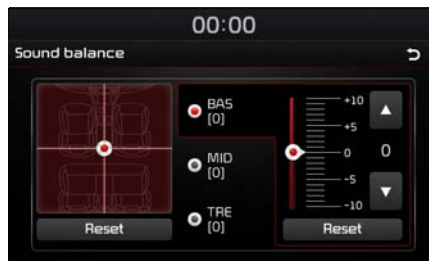 00:00
Sound balance
BAS
[0]
MID
[0]
TRE
[0]
+10
+5
0
-5
-10
0
Reset
Reset